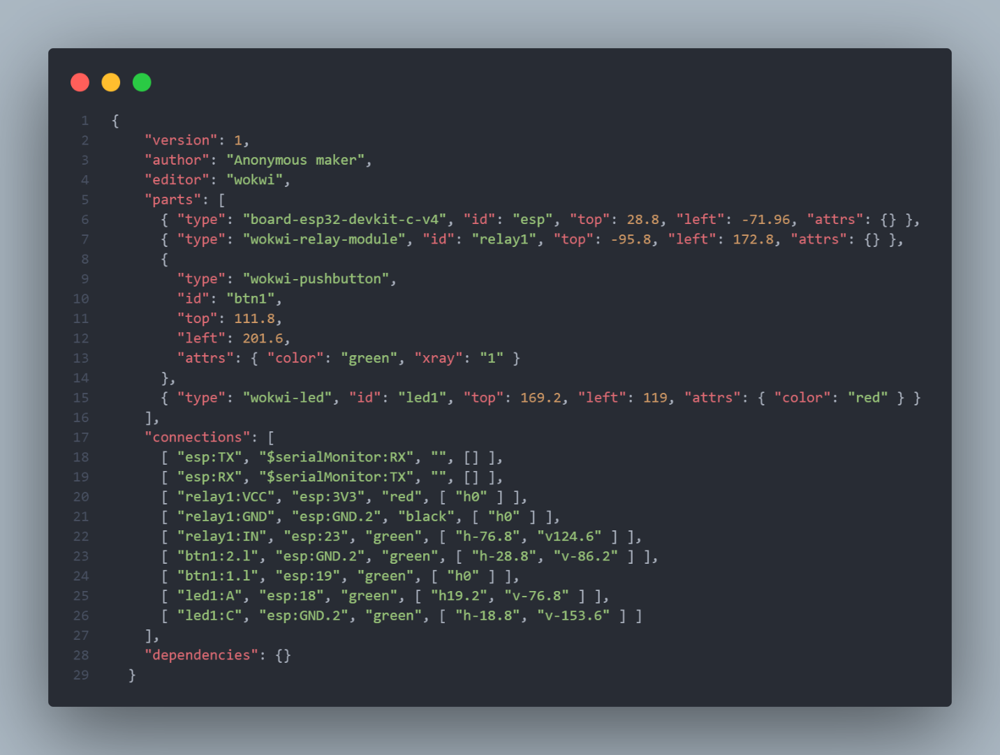 1 {
2 "version": 1,
3 "author": "Anonymous maker",
4 "editor": "wokwi",
5 "parts": [
6 { "type": "board-esp32-devkit-c-v4", "id": "esp", "top": 28.8, "left": -71.96, "attrs": {} },
7 { "type": "wokwi-relay-module", "id": "relay1", "top": -95.8, "left": 172.8, "attrs": {} },
8 {
9 "type": "wokwi-pushbutton",
10 "id": "btn1",
11 "top": 111.8,
12 "left": 201.6,
13 "attrs": { "color": "green", "xray": "1" }
14 },
15 { "type": "wokwi-led", "id": "led1", "top": 169.2, "left": 119, "attrs": { "color": "red" } }
16 ],
17 "connections": [
18 [ "esp:TX", "$serialMonitor:RX", "", [] ],
19 [ "esp:RX", "$serialMonitor:TX", "", [] ],
20 [ "relay1:VCC", "esp:3V3", "red", [ "h0" ] ],
21 [ "relay1:GND", "esp:GND.2", "black", [ "h0" ] ],
22 [ "relay1:IN", "esp:23", "green", [ "h-76.8", "v124.6" ] ],
23 [ "btn1:2.l", "esp:GND.2", "green", [ "h-28.8", "v-86.2" ] ],
24 [ "btn1:1.l", "esp:19", "green", [ "h0" ] ],
25 [ "led1:A", "esp:18", "green", [ "h19.2", "v-76.8" ] ],
26 [ "led1:C", "esp:GND.2", "green", [ "h-18.8", "v-153.6" ] ]
27 ],
28 "dependencies": {}
29 }